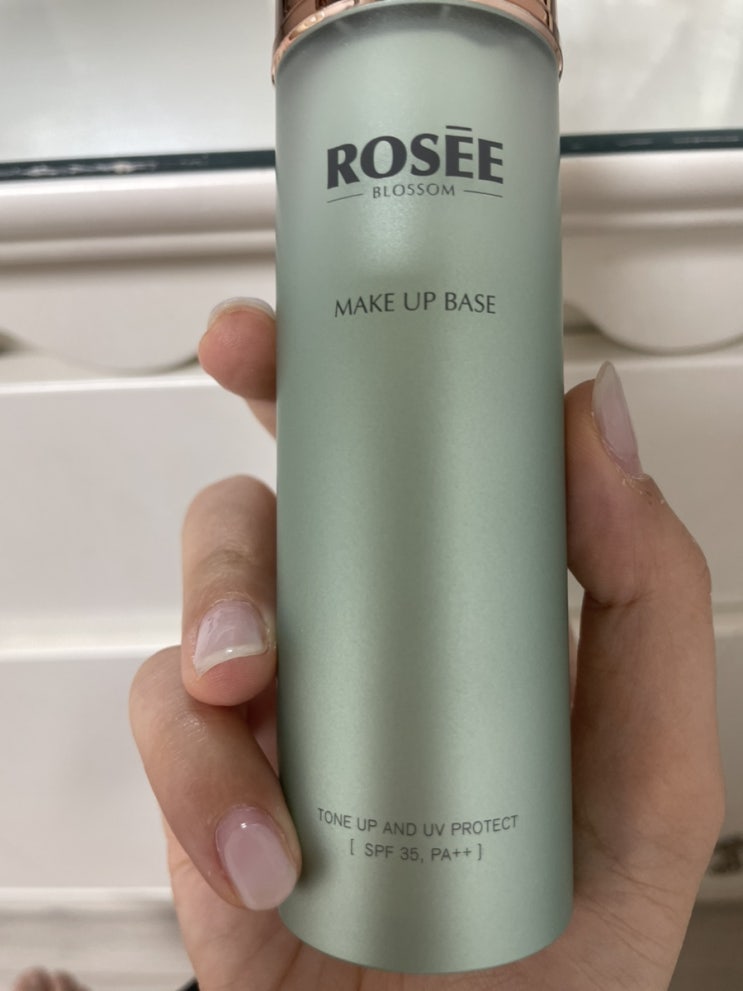 ROSĒE
BLOSSOM
MAKE UP BASE
TONE UP AND UV PROTECT
[ SPF 35, PA++ ]